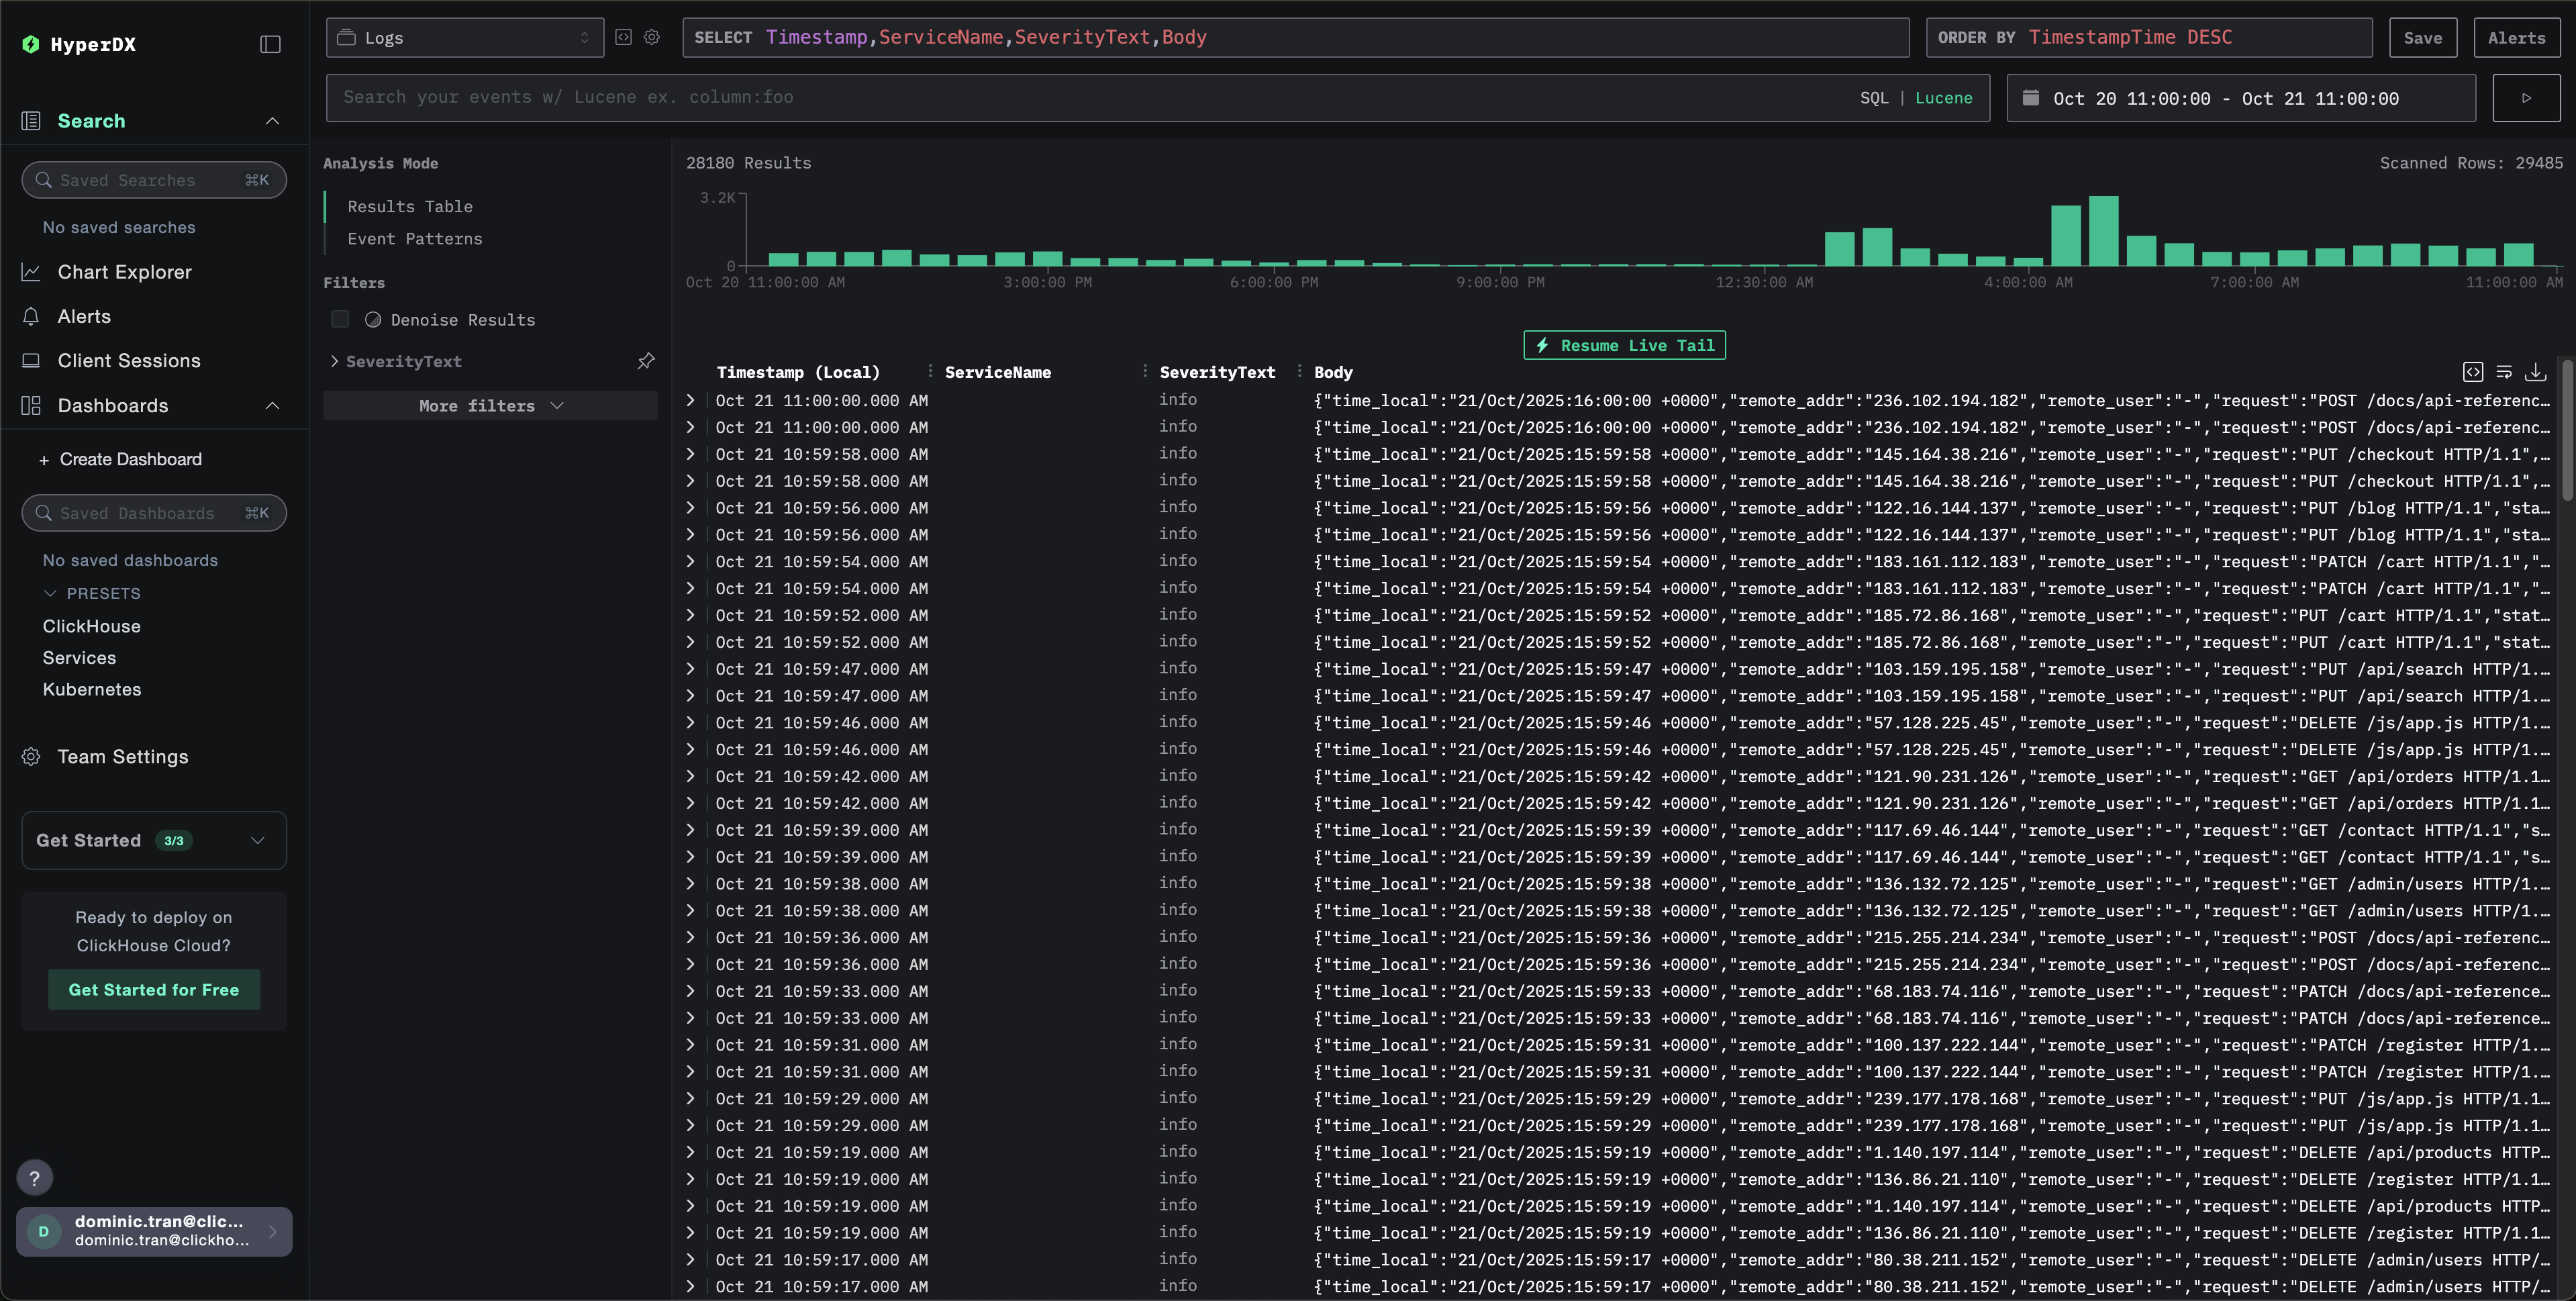 HyperDX
Search
Saved Searches ⌘K
No saved searches
Chart Explorer
Alerts
Client Sessions
Dashboards
+ Create Dashboard
Saved Dashboards ⌘K
No saved dashboards
PRESETS
ClickHouse
Services
Kubernetes
Team Settings
Get Started 3/3
Ready to deploy on
ClickHouse Cloud?
Get Started for Free
?
D
dominic.tran@clic...
dominic.tran@clickho...
Logs
SELECT Timestamp,ServiceName,SeverityText,Body
ORDER BY TimestampTime DESC
Save
Alerts
Search your events w/ Lucene ex. column:foo
SQL | Lucene
Oct 20 11:00:00 - Oct 21 11:00:00
Analysis Mode
Results Table
Event Patterns
Filters
Denoise Results
SeverityText
More filters
28180 Results
Scanned Rows: 29485
3.2K
0
Oct 20 11:00:00 AM 3:00:00 PM 6:00:00 PM 9:00:00 PM 12:30:00 AM 4:00:00 AM 7:00:00 AM 11:00:00 AM
Resume Live Tail
Timestamp (Local) ServiceName SeverityText Body
Oct 21 11:00:00.000 AM info {"time_local":"21/Oct/2025:16:00:00 +0000","remote_addr":"236.102.194.182","remote_user":"-","request":"POST /docs/api-referenc...
Oct 21 11:00:00.000 AM info {"time_local":"21/Oct/2025:16:00:00 +0000","remote_addr":"236.102.194.182","remote_user":"-","request":"POST /docs/api-referenc...
Oct 21 10:59:58.000 AM info {"time_local":"21/Oct/2025:15:59:58 +0000","remote_addr":"145.164.38.216","remote_user":"-","request":"PUT /checkout HTTP/1.1",...
Oct 21 10:59:58.000 AM info {"time_local":"21/Oct/2025:15:59:58 +0000","remote_addr":"145.164.38.216","remote_user":"-","request":"PUT /checkout HTTP/1.1",...
Oct 21 10:59:56.000 AM info {"time_local":"21/Oct/2025:15:59:56 +0000","remote_addr":"122.16.144.137","remote_user":"-","request":"PUT /blog HTTP/1.1","sta...
Oct 21 10:59:56.000 AM info {"time_local":"21/Oct/2025:15:59:56 +0000","remote_addr":"122.16.144.137","remote_user":"-","request":"PUT /blog HTTP/1.1","sta...
Oct 21 10:59:54.000 AM info {"time_local":"21/Oct/2025:15:59:54 +0000","remote_addr":"183.161.112.183","remote_user":"-","request":"PATCH /cart HTTP/1.1","...
Oct 21 10:59:54.000 AM info {"time_local":"21/Oct/2025:15:59:54 +0000","remote_addr":"183.161.112.183","remote_user":"-","request":"PATCH /cart HTTP/1.1","...
Oct 21 10:59:52.000 AM info {"time_local":"21/Oct/2025:15:59:52 +0000","remote_addr":"185.72.86.168","remote_user":"-","request":"PUT /cart HTTP/1.1","stat...
Oct 21 10:59:52.000 AM info {"time_local":"21/Oct/2025:15:59:52 +0000","remote_addr":"185.72.86.168","remote_user":"-","request":"PUT /cart HTTP/1.1","stat...
Oct 21 10:59:47.000 AM info {"time_local":"21/Oct/2025:15:59:47 +0000","remote_addr":"103.159.195.158","remote_user":"-","request":"PUT /api/search HTTP/1....
Oct 21 10:59:47.000 AM info {"time_local":"21/Oct/2025:15:59:47 +0000","remote_addr":"103.159.195.158","remote_user":"-","request":"PUT /api/search HTTP/1....
Oct 21 10:59:46.000 AM info {"time_local":"21/Oct/2025:15:59:46 +0000","remote_addr":"57.128.225.45","remote_user":"-","request":"DELETE /js/app.js HTTP/1....
Oct 21 10:59:46.000 AM info {"time_local":"21/Oct/2025:15:59:46 +0000","remote_addr":"57.128.225.45","remote_user":"-","request":"DELETE /js/app.js HTTP/1....
Oct 21 10:59:42.000 AM info {"time_local":"21/Oct/2025:15:59:42 +0000","remote_addr":"121.90.231.126","remote_user":"-","request":"GET /api/orders HTTP/1.1...
Oct 21 10:59:42.000 AM info {"time_local":"21/Oct/2025:15:59:42 +0000","remote_addr":"121.90.231.126","remote_user":"-","request":"GET /api/orders HTTP/1.1...
Oct 21 10:59:39.000 AM info {"time_local":"21/Oct/2025:15:59:39 +0000","remote_addr":"117.69.46.144","remote_user":"-","request":"GET /contact HTTP/1.1","s...
Oct 21 10:59:39.000 AM info {"time_local":"21/Oct/2025:15:59:39 +0000","remote_addr":"117.69.46.144","remote_user":"-","request":"GET /contact HTTP/1.1","s...
Oct 21 10:59:38.000 AM info {"time_local":"21/Oct/2025:15:59:38 +0000","remote_addr":"136.132.72.125","remote_user":"-","request":"GET /admin/users HTTP/1....
Oct 21 10:59:38.000 AM info {"time_local":"21/Oct/2025:15:59:38 +0000","remote_addr":"136.132.72.125","remote_user":"-","request":"GET /admin/users HTTP/1....
Oct 21 10:59:36.000 AM info {"time_local":"21/Oct/2025:15:59:36 +0000","remote_addr":"215.255.214.234","remote_user":"-","request":"POST /docs/api-referenc...
Oct 21 10:59:36.000 AM info {"time_local":"21/Oct/2025:15:59:36 +0000","remote_addr":"215.255.214.234","remote_user":"-","request":"POST /docs/api-referenc...
Oct 21 10:59:33.000 AM info {"time_local":"21/Oct/2025:15:59:33 +0000","remote_addr":"68.183.74.116","remote_user":"-","request":"PATCH /docs/api-reference...
Oct 21 10:59:33.000 AM info {"time_local":"21/Oct/2025:15:59:33 +0000","remote_addr":"68.183.74.116","remote_user":"-","request":"PATCH /docs/api-reference...
Oct 21 10:59:31.000 AM info {"time_local":"21/Oct/2025:15:59:31 +0000","remote_addr":"100.137.222.144","remote_user":"-","request":"PATCH /register HTTP/1....
Oct 21 10:59:31.000 AM info {"time_local":"21/Oct/2025:15:59:31 +0000","remote_addr":"100.137.222.144","remote_user":"-","request":"PATCH /register HTTP/1....
Oct 21 10:59:29.000 AM info {"time_local":"21/Oct/2025:15:59:29 +0000","remote_addr":"239.177.178.168","remote_user":"-","request":"PUT /js/app.js HTTP/1.1...
Oct 21 10:59:29.000 AM info {"time_local":"21/Oct/2025:15:59:29 +0000","remote_addr":"239.177.178.168","remote_user":"-","request":"PUT /js/app.js HTTP/1.1...
Oct 21 10:59:19.000 AM info {"time_local":"21/Oct/2025:15:59:19 +0000","remote_addr":"1.140.197.114","remote_user":"-","request":"DELETE /api/products HTTP...
Oct 21 10:59:19.000 AM info {"time_local":"21/Oct/2025:15:59:19 +0000","remote_addr":"136.86.21.110","remote_user":"-","request":"DELETE /register HTTP/1.1...
Oct 21 10:59:19.000 AM info {"time_local":"21/Oct/2025:15:59:19 +0000","remote_addr":"1.140.197.114","remote_user":"-","request":"DELETE /api/products HTTP...
Oct 21 10:59:19.000 AM info {"time_local":"21/Oct/2025:15:59:19 +0000","remote_addr":"136.86.21.110","remote_user":"-","request":"DELETE /register HTTP/1.1...
Oct 21 10:59:17.000 AM info {"time_local":"21/Oct/2025:15:59:17 +0000","remote_addr":"80.38.211.152","remote_user":"-","request":"DELETE /admin/users HTTP/...
Oct 21 10:59:17.000 AM info {"time_local":"21/Oct/2025:15:59:17 +0000","remote_addr":"80.38.211.152","remote_user":"-","request":"DELETE /admin/users HTTP/...